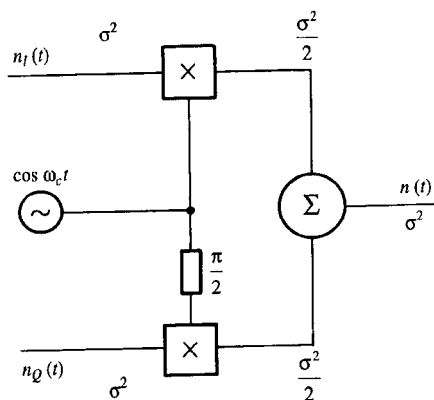 σ²
n_I(t)
×
σ²/2
cos ω_c t
~
Σ
n(t)
σ²
π/2
×
n_Q(t)
σ²
σ²/2